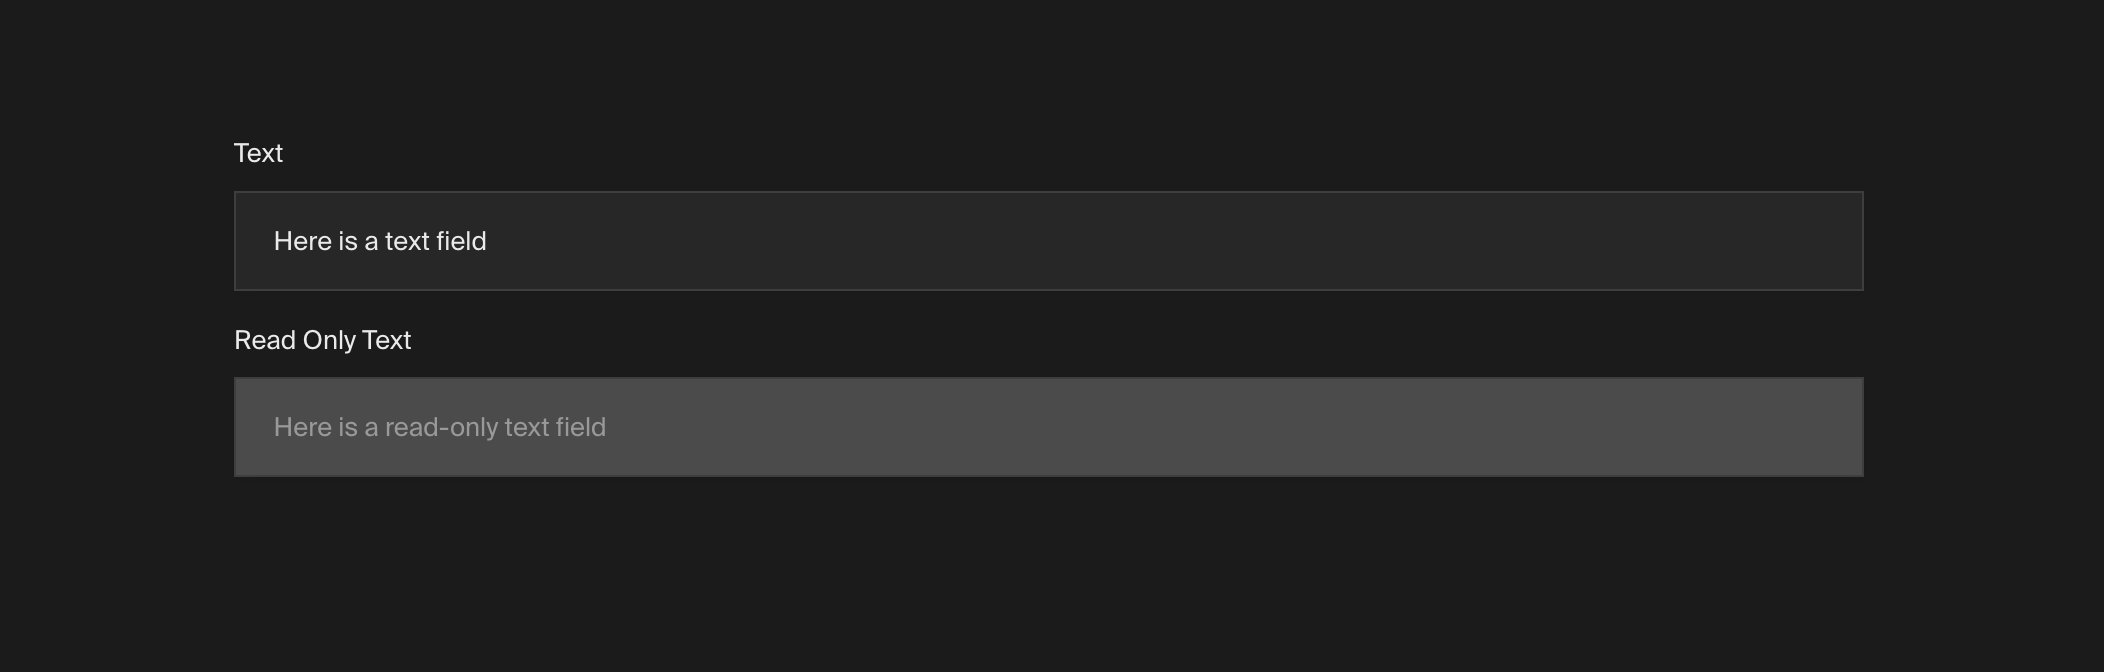 Text
Here is a text field
Read Only Text
Here is a read-only text field